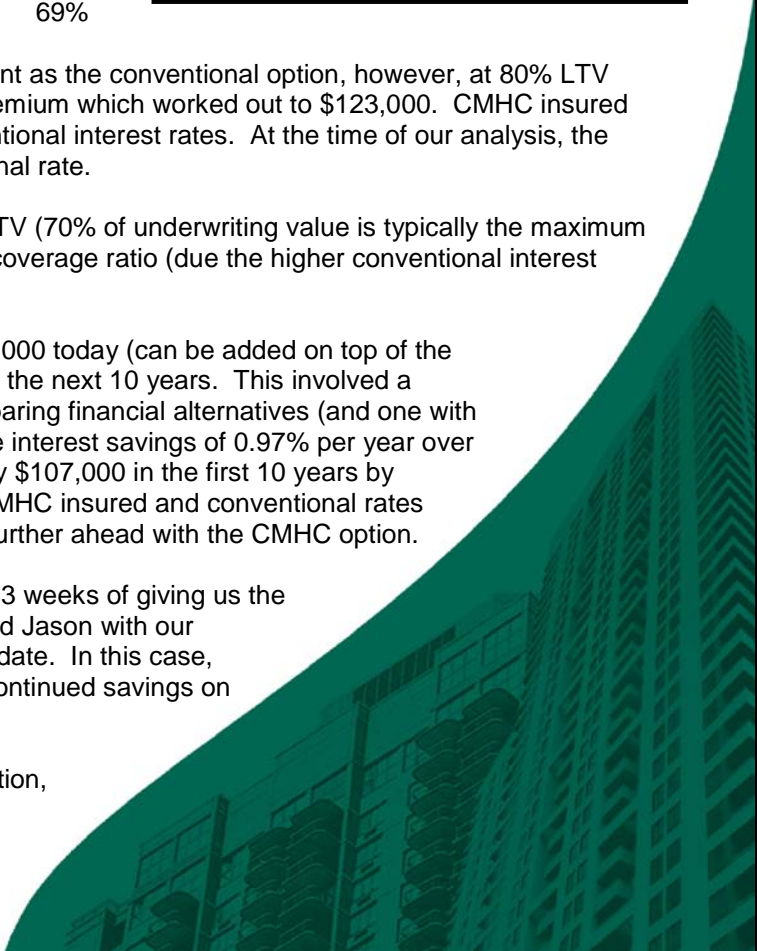 69%
nt as the conventional option, however, at 80% LTV
emium which worked out to $123,000. CMHC insured
ntional interest rates. At the time of our analysis, the
nal rate.
TV (70% of underwriting value is typically the maximum
coverage ratio (due the higher conventional interest
000 today (can be added on top of the
the next 10 years. This involved a
paring financial alternatives (and one with
e interest savings of 0.97% per year over
y $107,000 in the first 10 years by
MHC insured and conventional rates
urther ahead with the CMHC option.
3 weeks of giving us the
d Jason with our
date. In this case,
ontinued savings on
tion,